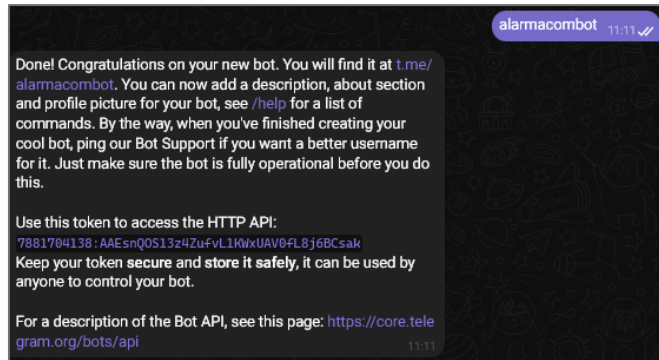 alarmacombot 11:11
Done! Congratulations on your new bot. You will find it at t.me/
alarmacombot. You can now add a description, about section
and profile picture for your bot, see /help for a list of
commands. By the way, when you've finished creating your
cool bot, ping our Bot Support if you want a better username
for it. Just make sure the bot is fully operational before you do
this.
Use this token to access the HTTP API:
7881704138:AAEsnQOS13z4ZufvL1KWxUAV0fL8j6BCsak
Keep your token secure and store it safely, it can be used by
anyone to control your bot.
For a description of the Bot API, see this page: https://core.tele
gram.org/bots/api 11:11